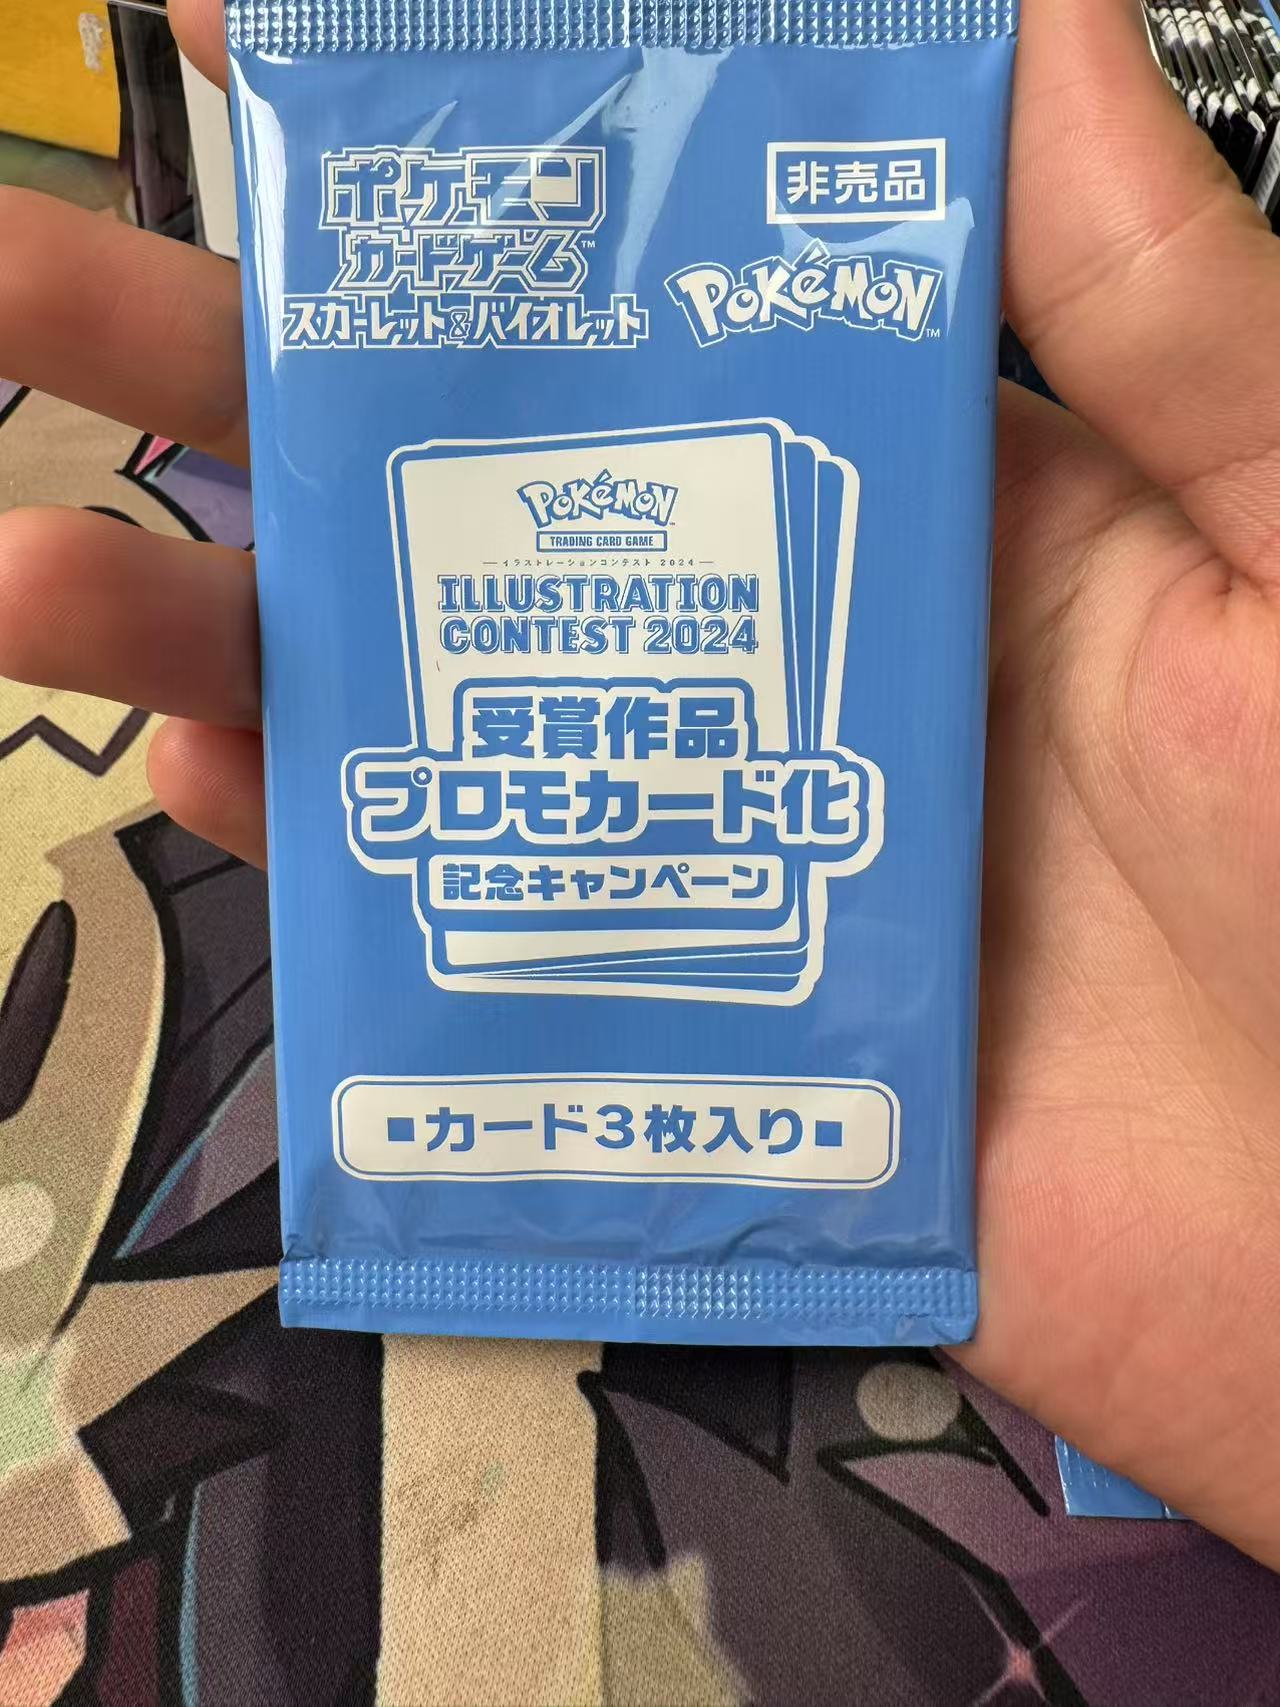 ポケモン
カードゲーム™
スカーレット&バイオレット
非売品
POKéMON™
POKéMON
TRADING CARD GAME
イラストレーションコンテスト 2024
ILLUSTRATION
CONTEST 2024
受賞作品
プロモカード化
記念キャンペーン
■カード3枚入り■